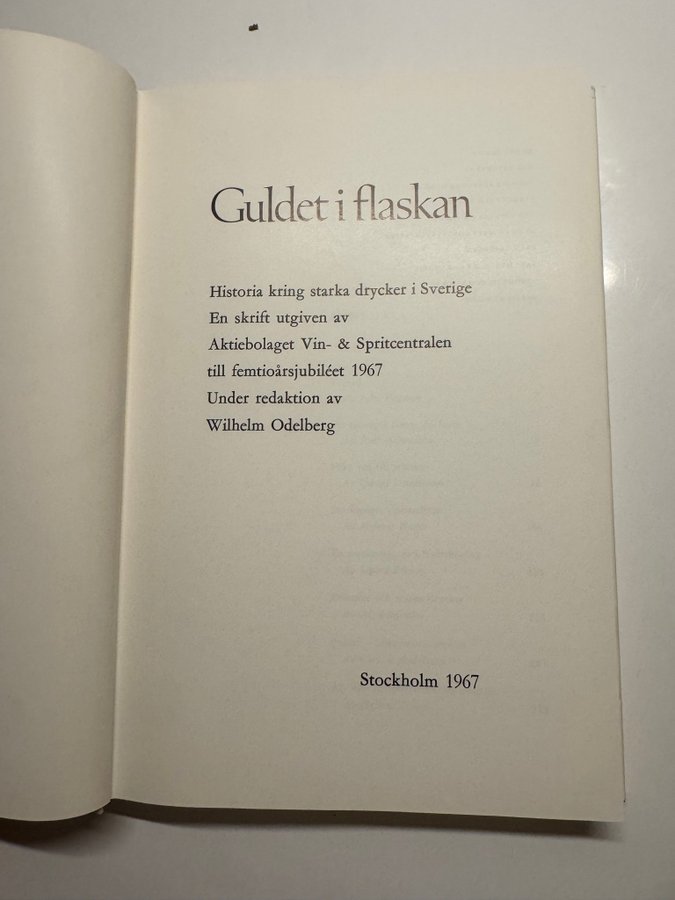 Guldet i flaskan
Historia kring starka drycker i Sverige
En skrift utgiven av
Aktiebolaget Vin- & Spritcentralen
till femtioårsjubiléet 1967
Under redaktion av
Wilhelm Odelberg
Stockholm 1967